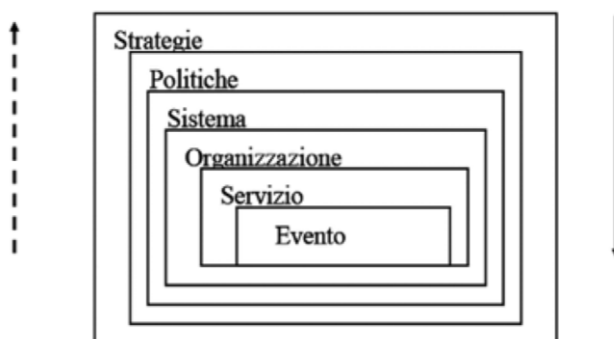 Strategie
Politiche
Sistema
Organizzazione
Servizio
Evento